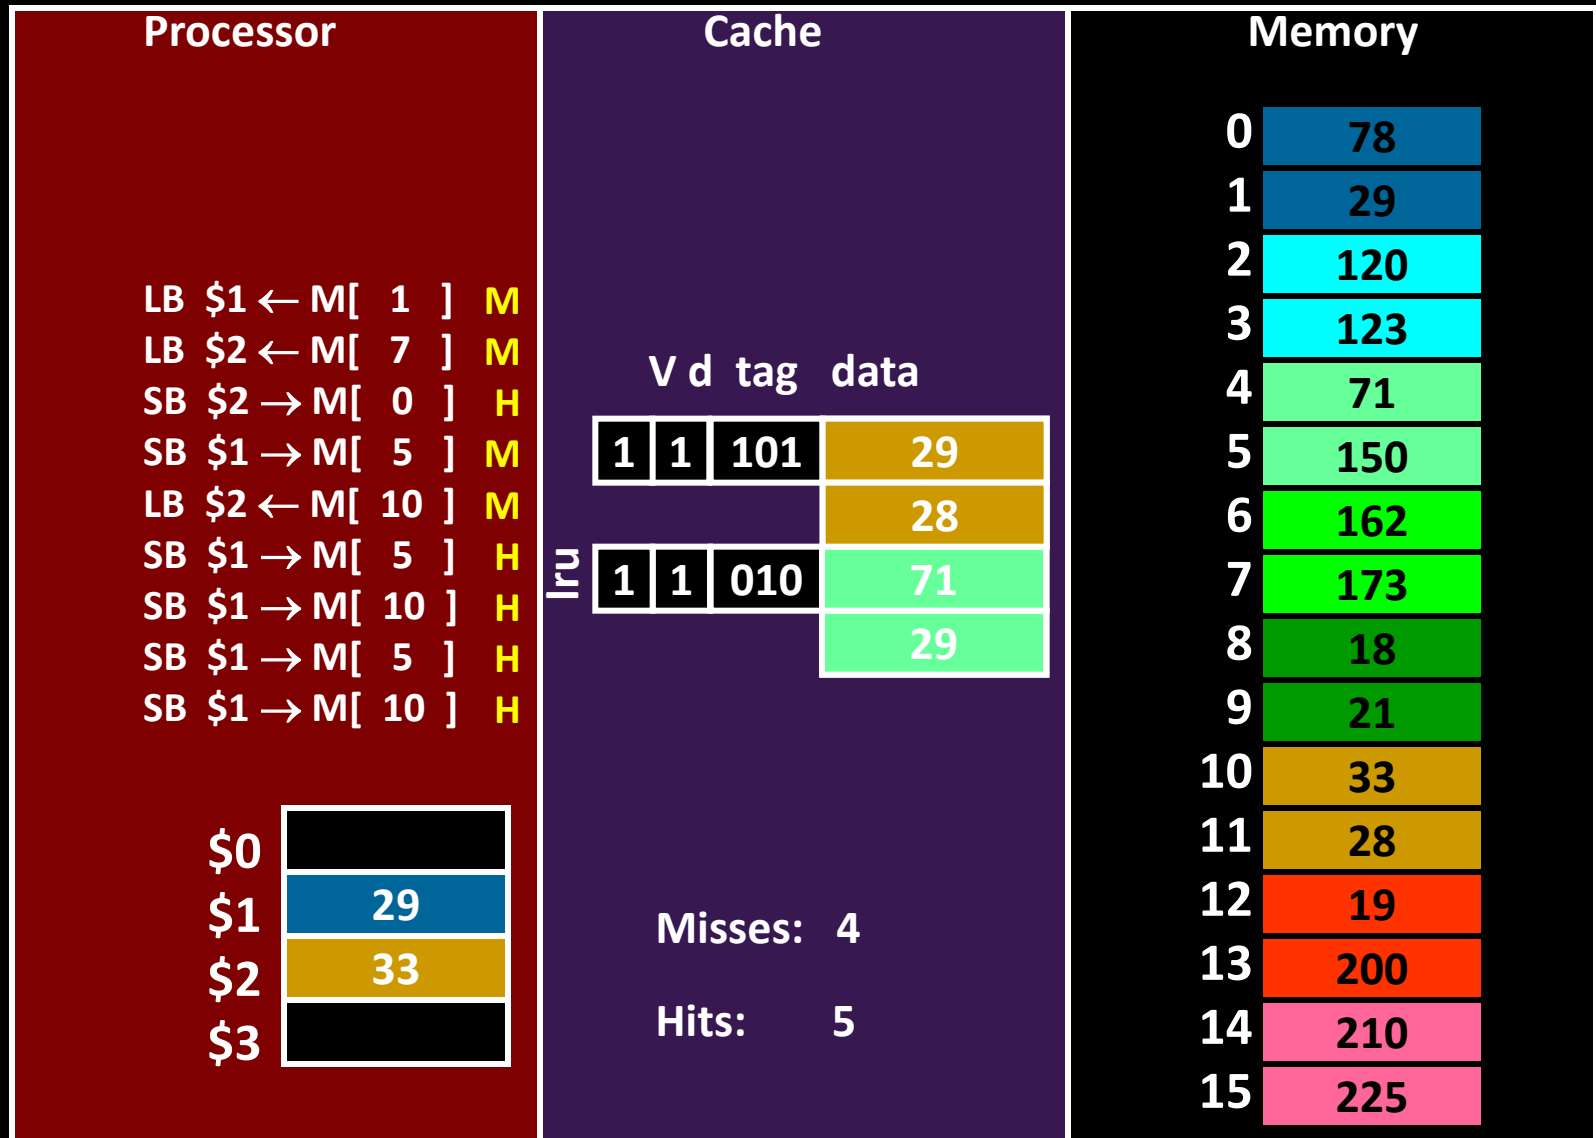 Processor
LB $1 ← M[ 1 ] M
LB $2 ← M[ 7 ] M
SB $2 → M[ 0 ] H
SB $1 → M[ 5 ] M
LB $2 ← M[ 10 ] M
SB $1 → M[ 5 ] H
SB $1 → M[ 10 ] H
SB $1 → M[ 5 ] H
SB $1 → M[ 10 ] H
$0
$1 29
$2 33
$3
Cache
V d tag data
1 1 101 29
28
lru 1 1 010 71
29
Misses: 4
Hits: 5
Memory
0 78
1 29
2 120
3 123
4 71
5 150
6 162
7 173
8 18
9 21
10 33
11 28
12 19
13 200
14 210
15 225